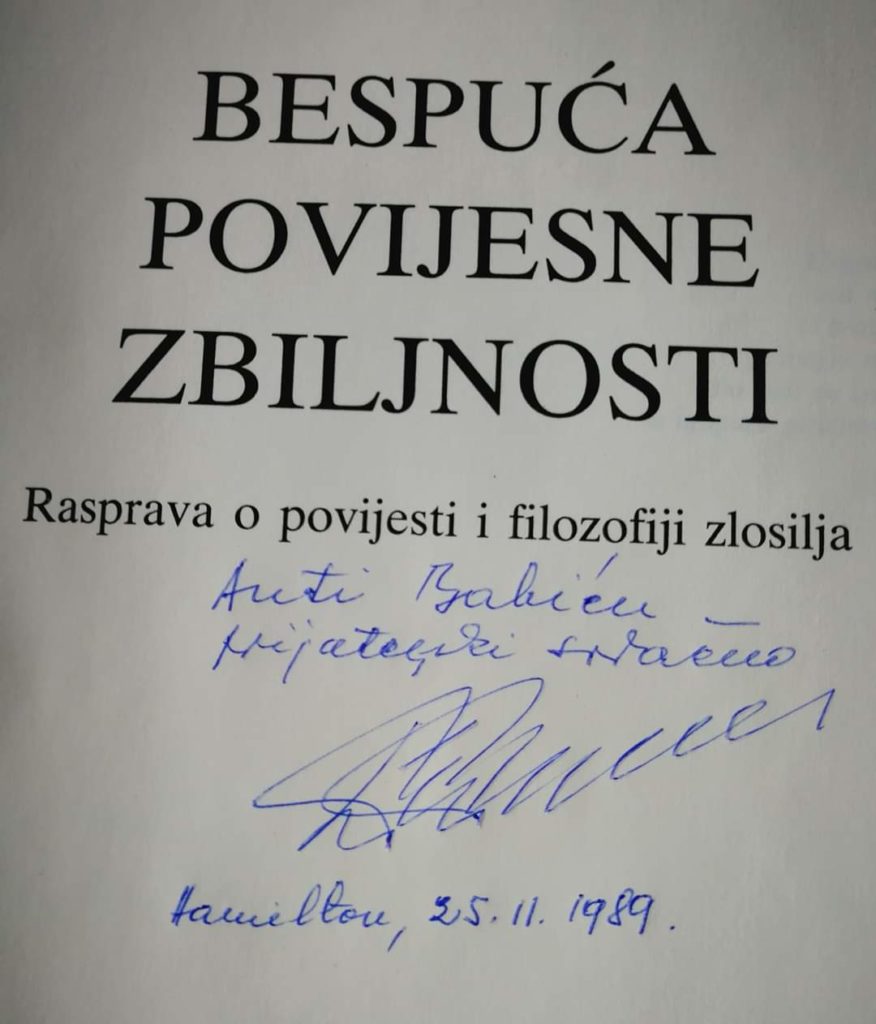 BESPUĆA
POVIJESNE
ZBILJNOSTI
Rasprava o povijesti i filozofiji zlosilja
Anti Babiću
prijateljski srdačno
Hamilton, 25.11.1989.